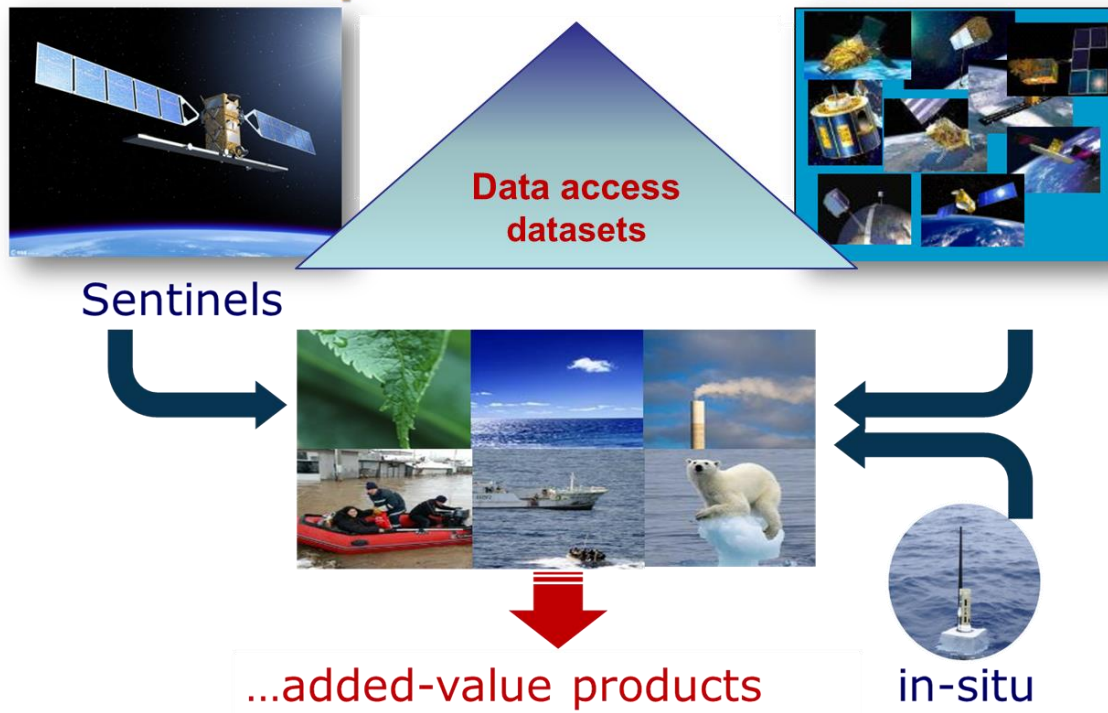 Data access
datasets
Sentinels
...added-value products
in-situ